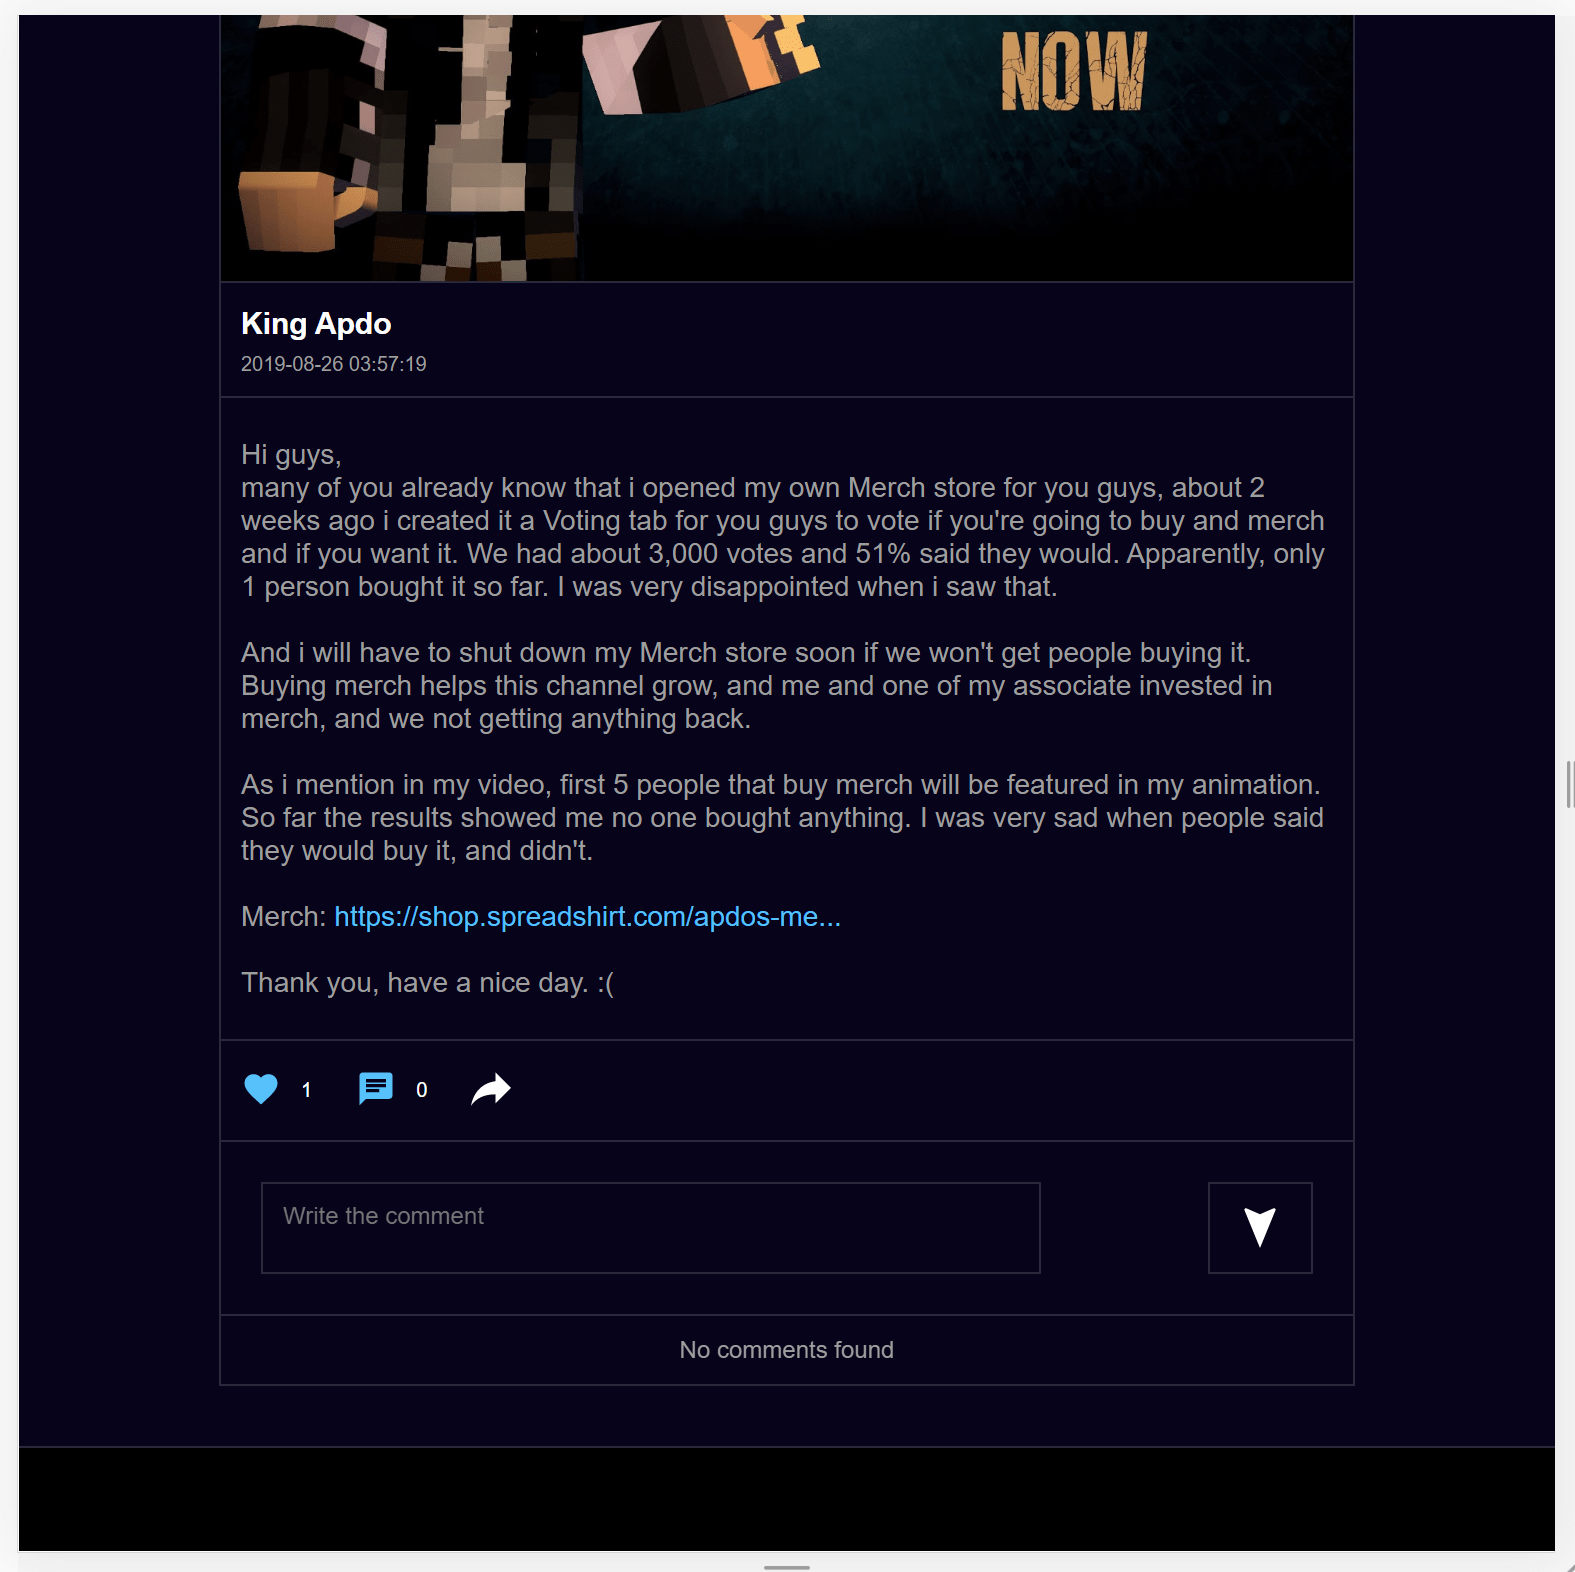 NOW
King Apdo
2019-08-26 03:57:19
Hi guys,
many of you already know that i opened my own Merch store for you guys, about 2
weeks ago i created it a Voting tab for you guys to vote if you're going to buy and merch
and if you want it. We had about 3,000 votes and 51% said they would. Apparently, only
1 person bought it so far. I was very disappointed when i saw that.
And i will have to shut down my Merch store soon if we won't get people buying it.
Buying merch helps this channel grow, and me and one of my associate invested in
merch, and we not getting anything back.
As i mention in my video, first 5 people that buy merch will be featured in my animation.
So far the results showed me no one bought anything. I was very sad when people said
they would buy it, and didn't.
Merch: https://shop.spreadshirt.com/apdos-me...
Thank you, have a nice day. :(
1 0
Write the comment
No comments found